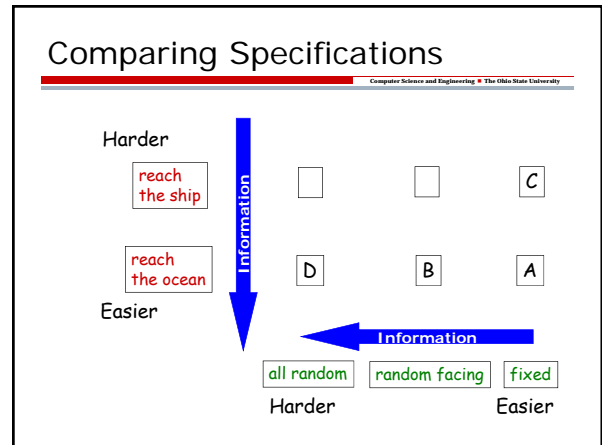 Comparing Specifications
Computer Science and Engineering ■ The Ohio State University
Harder
reach
the ship
C
Information
reach
the ocean
D
B
A
Easier
Information
all random
random facing
fixed
Harder
Easier